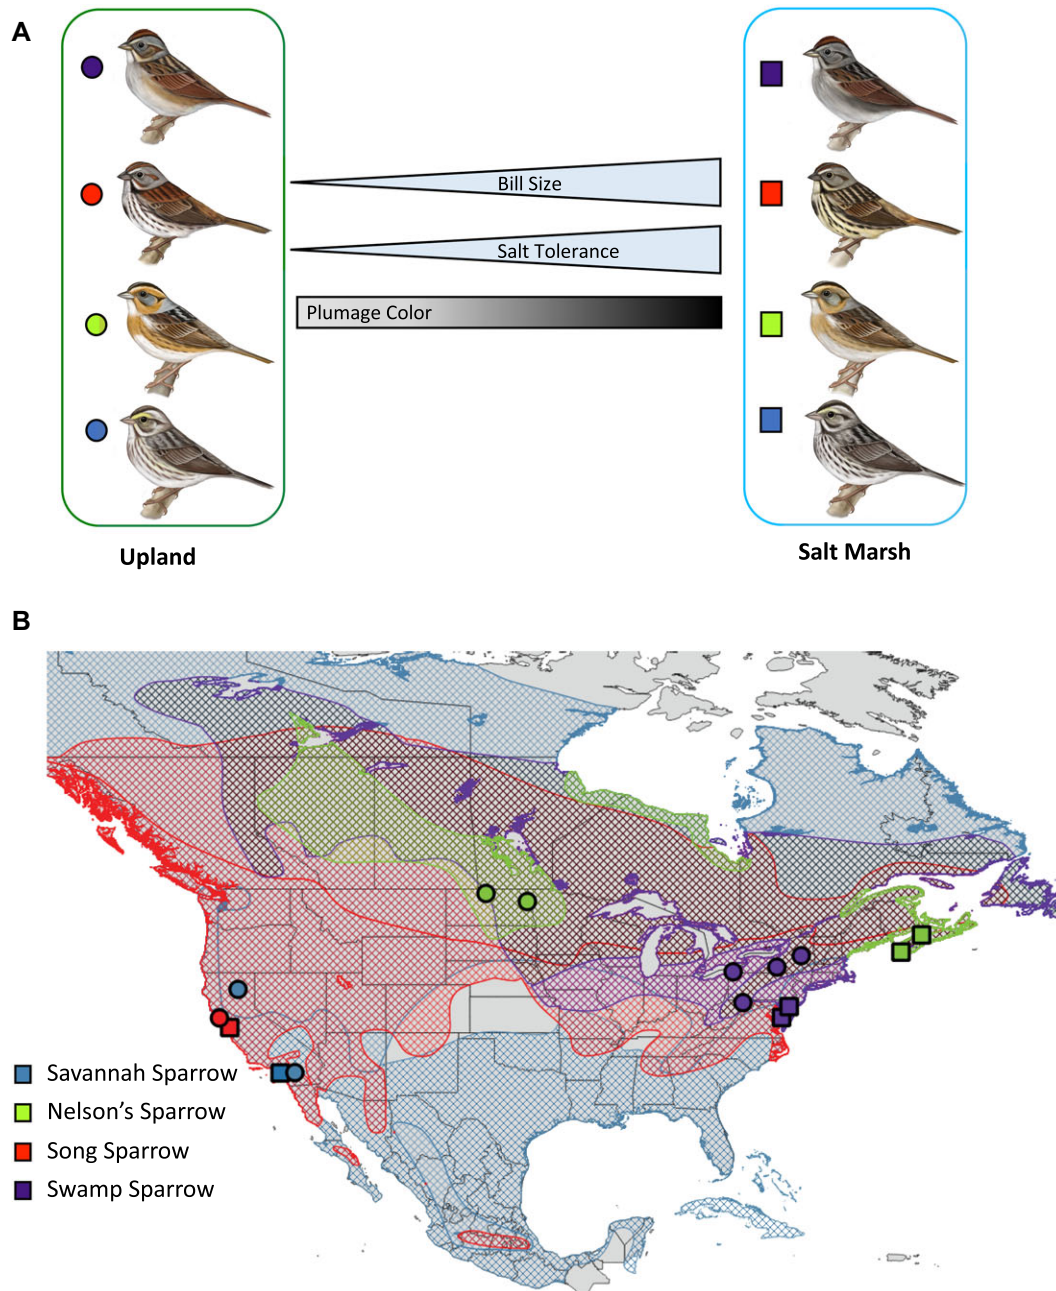 A
Bill Size
Salt Tolerance
Plumage Color
Upland
Salt Marsh
B
Savannah Sparrow
Nelson's Sparrow
Song Sparrow
Swamp Sparrow